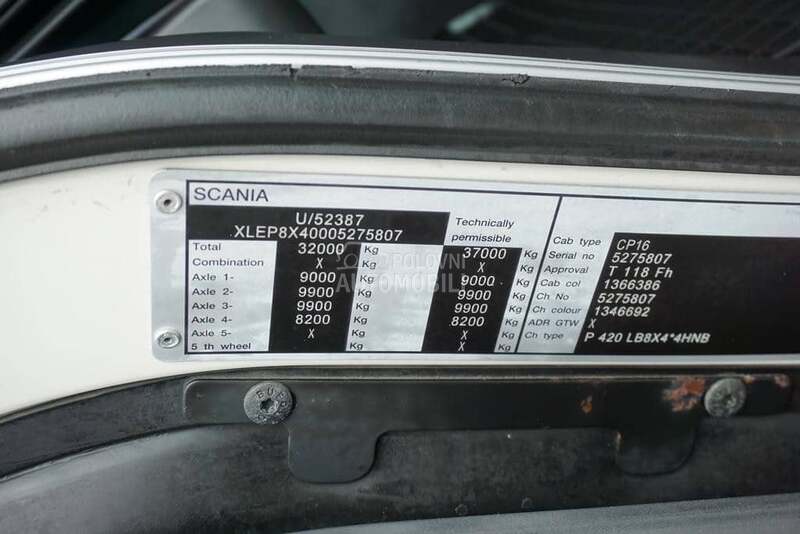 SCANIA
U/52387
XLEP8X40005275807
Technically
permissible
Total 32000 Kg 37000 Kg
Combination X Kg X Kg
Axle 1- 9000 Kg 9000 Kg
Axle 2- 9900 Kg 9900 Kg
Axle 3- 9900 Kg 9900 Kg
Axle 4- 8200 Kg 8200 Kg
Axle 5- X Kg X Kg
5 th wheel Kg X Kg
Cab type CP16
Serial no 5275807
Approval T 118 Fh
Cab col 1366386
Ch No 5275807
Ch colour 1346692
ADR GTW X
Ch type P 420 LB8X4*4HNB
POLOVNI
AUTOMOBILI